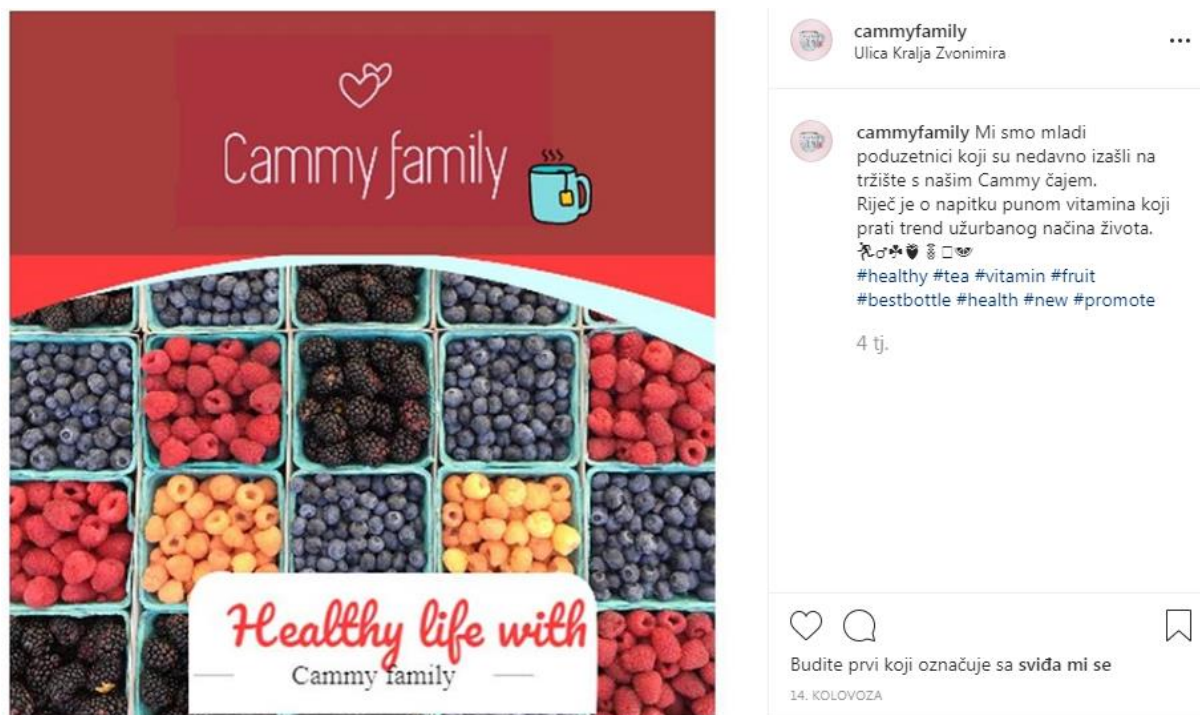 Cammy family
Healthy life with
Cammy family
cammyfamily
Ulica Kralja Zvonimira
cammyfamily Mi smo mladi
poduzetnici koji su nedavno izašli na
tržište s našim Cammy čajem.
Riječ je o napitku punom vitamina koji
prati trend užurbanog načina života.
#healthy #tea #vitamin #fruit
#bestbottle #health #new #promote
4 tj.
Budite prvi koji označuje sa sviđa mi se
14. KOLOVOZA